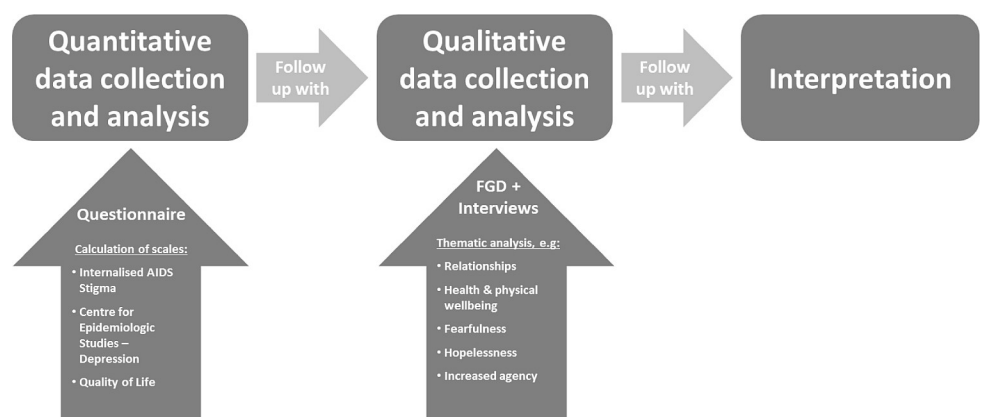 Quantitative
data collection
and analysis
Follow
up with
Qualitative
data collection
and analysis
Follow
up with
Interpretation
Questionnaire
Calculation of scales:
• Internalised AIDS
Stigma
• Centre for
Epidemiologic
Studies –
Depression
• Quality of Life
FGD +
Interviews
Thematic analysis, e.g:
• Relationships
• Health & physical
wellbeing
• Fearfulness
• Hopelessness
• Increased agency